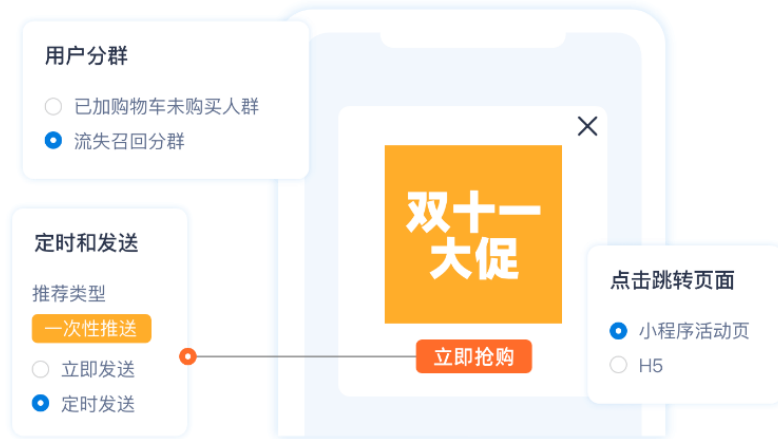 用户分群
已加购物车未购买人群
流失召回分群
双十一
大促
立即抢购
定时和发送
推荐类型
一次性推送
立即发送
定时发送
点击跳转页面
小程序活动页
H5